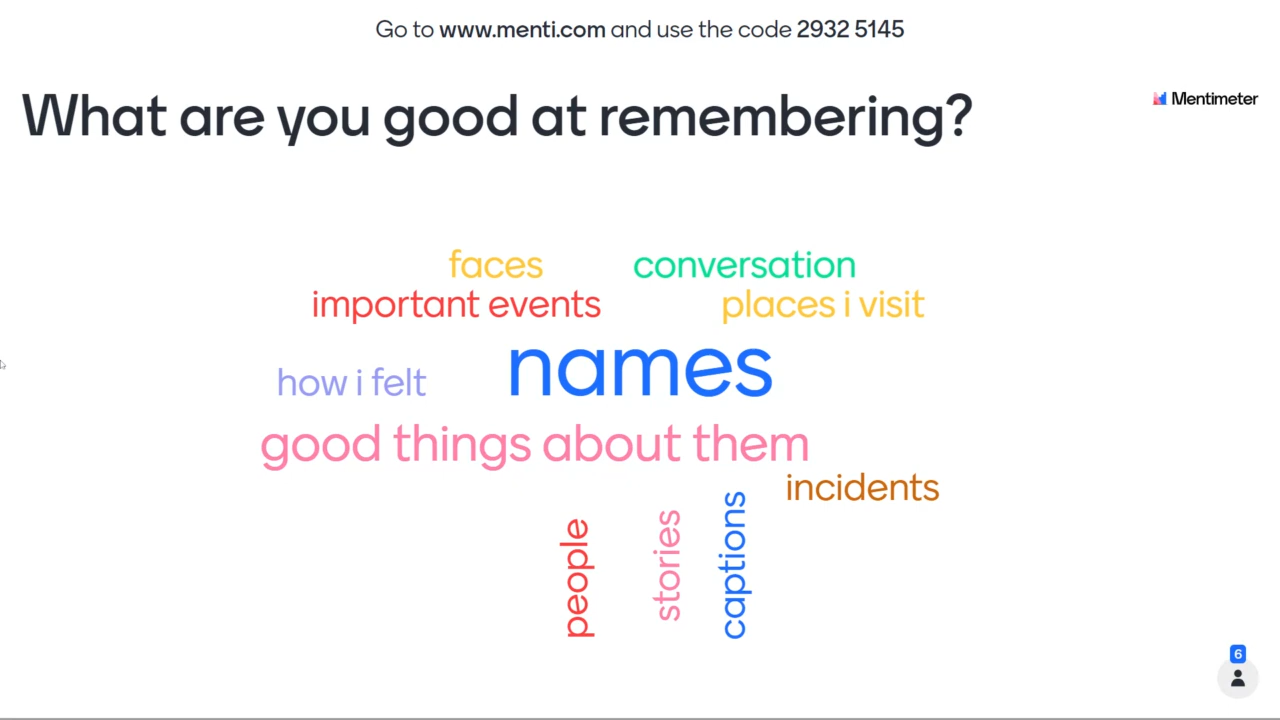 Go to www.menti.com and use the code 2932 5145
What are you good at remembering?
Mentimeter
faces
conversation
important events
places i visit
names
how i felt
good things about them
incidents
people
stories
captions
6